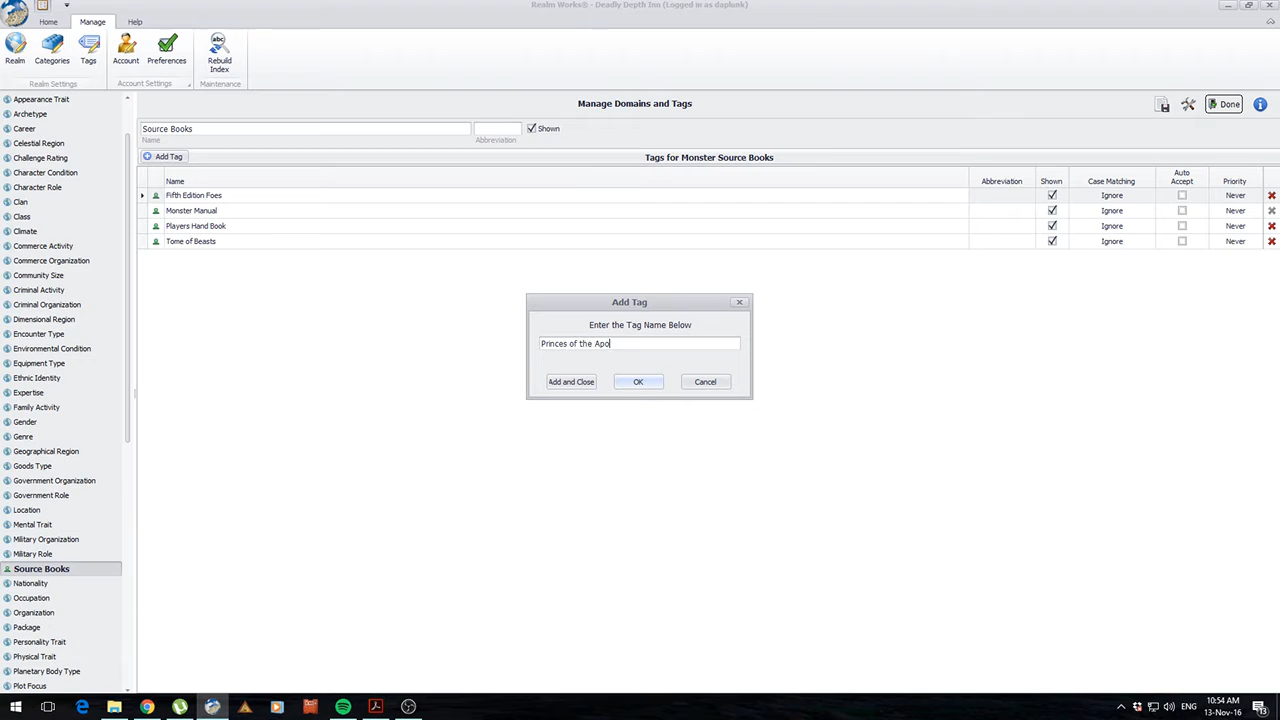 Realm Works® - Deadly Depth Inn (Logged in as daplunk)
Home Manage Help
Realm Categories Tags Account Preferences Rebuild Index
Realm Settings Account Settings Maintenance
Appearance Trait
Archetype
Career
Celestial Region
Challenge Rating
Character Condition
Character Role
Clan
Class
Climate
Commerce Activity
Commerce Organization
Community Size
Criminal Activity
Criminal Organization
Dimensional Region
Encounter Type
Environmental Condition
Equipment Type
Ethnic Identity
Expertise
Family Activity
Gender
Genre
Geographical Region
Goods Type
Government Organization
Government Role
Location
Mental Trait
Military Organization
Military Role
Source Books
Nationality
Occupation
Organization
Package
Personality Trait
Physical Trait
Planetary Body Type
Plot Focus
Manage Domains and Tags
Done
Source Books
Shown
Name Abbreviation
Add Tag
Tags for Monster Source Books
Name Abbreviation Shown Case Matching Auto Accept Priority
Fifth Edition Foes Ignore Never
Monster Manual Ignore Never
Players Hand Book Ignore Never
Tome of Beasts Ignore Never
Add Tag
Enter the Tag Name Below
Princes of the Apo
Add and Close OK Cancel
ENG
10:54 AM
13-Nov-16